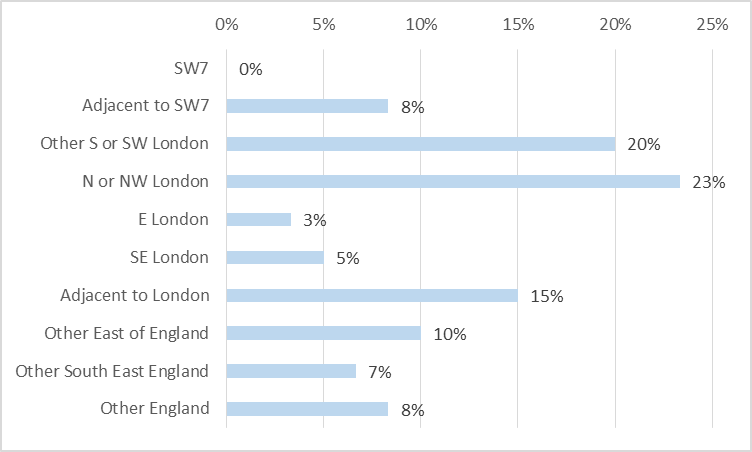 0% 5% 10% 15% 20% 25%
SW7 0%
Adjacent to SW7 8%
Other S or SW London 20%
N or NW London 23%
E London 3%
SE London 5%
Adjacent to London 15%
Other East of England 10%
Other South East England 7%
Other England 8%